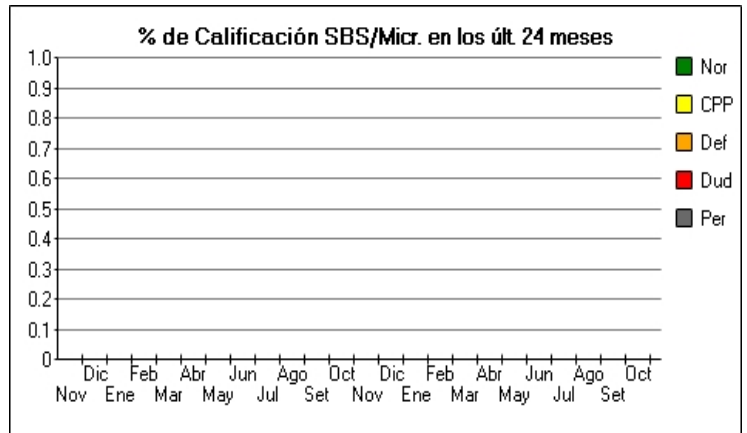 % de Calificación SBS/Micr. en los últ. 24 meses
1.0
0.9
0.8
0.7
0.6
0.5
0.4
0.3
0.2
0.1
0
Dic Feb Abr Jun Ago Oct Dic Feb Abr Jun Ago Oct
Nov Ene Mar May Jul Set Nov Ene Mar May Jul Set
Nor
CPP
Def
Dud
Per